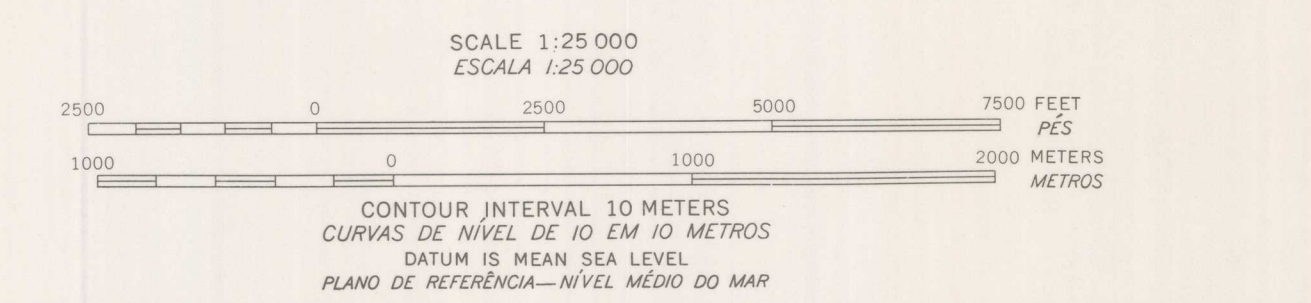 SCALE 1:25 000
ESCALA 1:25 000
2500 0 2500 5000 7500 FEET
PÉS
1000 0 1000 2000 METERS
METROS
CONTOUR INTERVAL 10 METERS
CURVAS DE NÍVEL DE 10 EM 10 METROS
DATUM IS MEAN SEA LEVEL
PLANO DE REFERÊNCIA—NÍVEL MÉDIO DO MAR